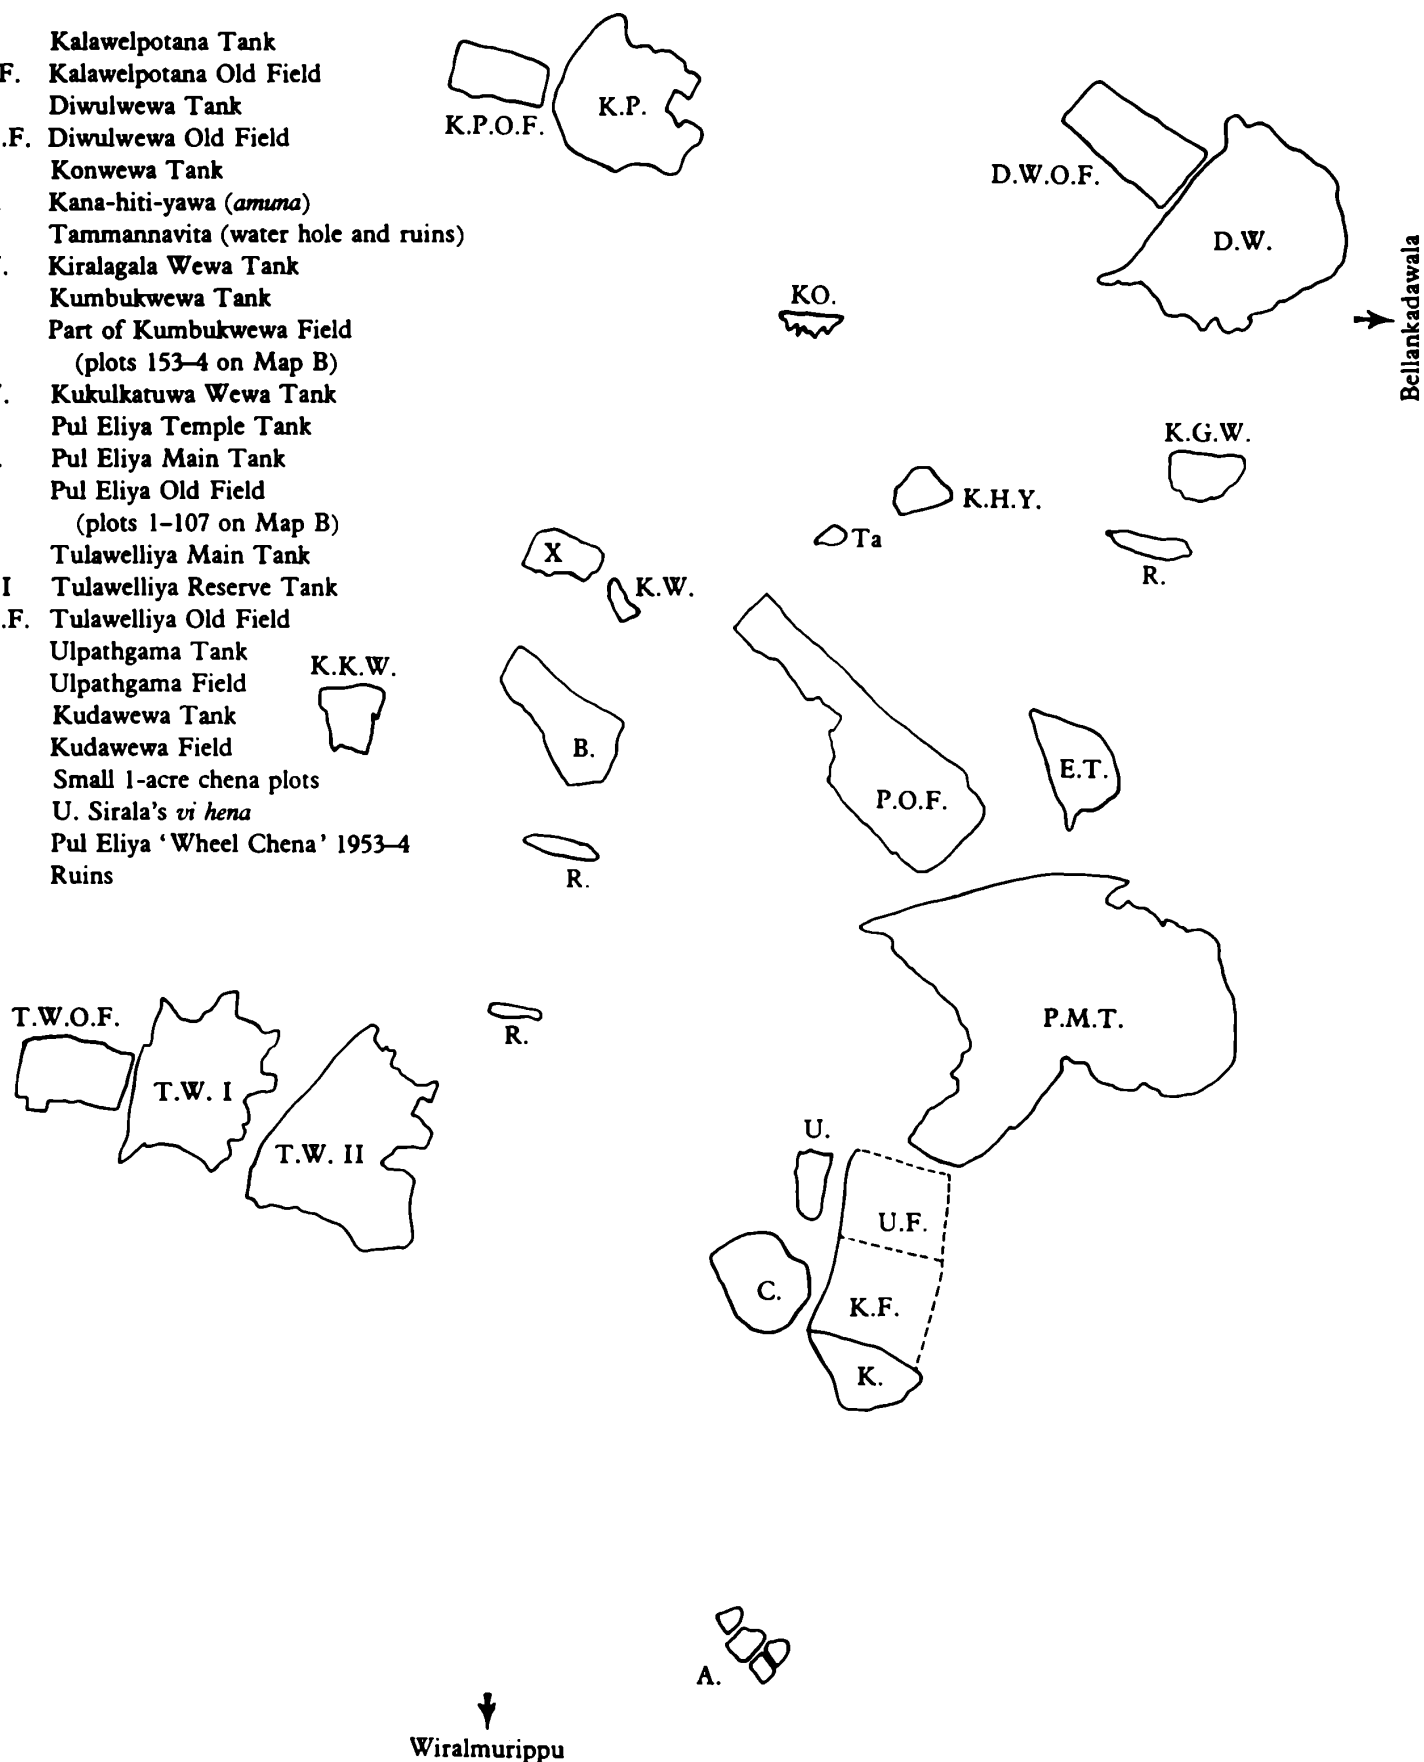 Kalawelpotana Tank
F. Kalawelpotana Old Field
Diwulwewa Tank
.F. Diwulwewa Old Field
Konwewa Tank
Kana-hiti-yawa (amuna)
Tammannavita (water hole and ruins)
. Kiralagala Wewa Tank
Kumbukwewa Tank
Part of Kumbukwewa Field
(plots 153–4 on Map B)
. Kukulkatuwa Wewa Tank
Pul Eliya Temple Tank
. Pul Eliya Main Tank
Pul Eliya Old Field
(plots 1–107 on Map B)
Tulawelliya Main Tank
I Tulawelliya Reserve Tank
.F. Tulawelliya Old Field
Ulpathgama Tank
Ulpathgama Field
Kudawewa Tank
Kudawewa Field
Small 1-acre chena plots
U. Sirala's vi hena
Pul Eliya ‘Wheel Chena’ 1953–4
Ruins
K.P.O.F.
K.P.
D.W.O.F.
D.W.
Bellankadawala
KO.
K.G.W.
K.H.Y.
Ta
R.
X
K.W.
K.K.W.
B.
P.O.F.
E.T.
R.
P.M.T.
T.W.O.F.
T.W. I
T.W. II
R.
U.
U.F.
C.
K.F.
K.
A.
Wiralmurippu